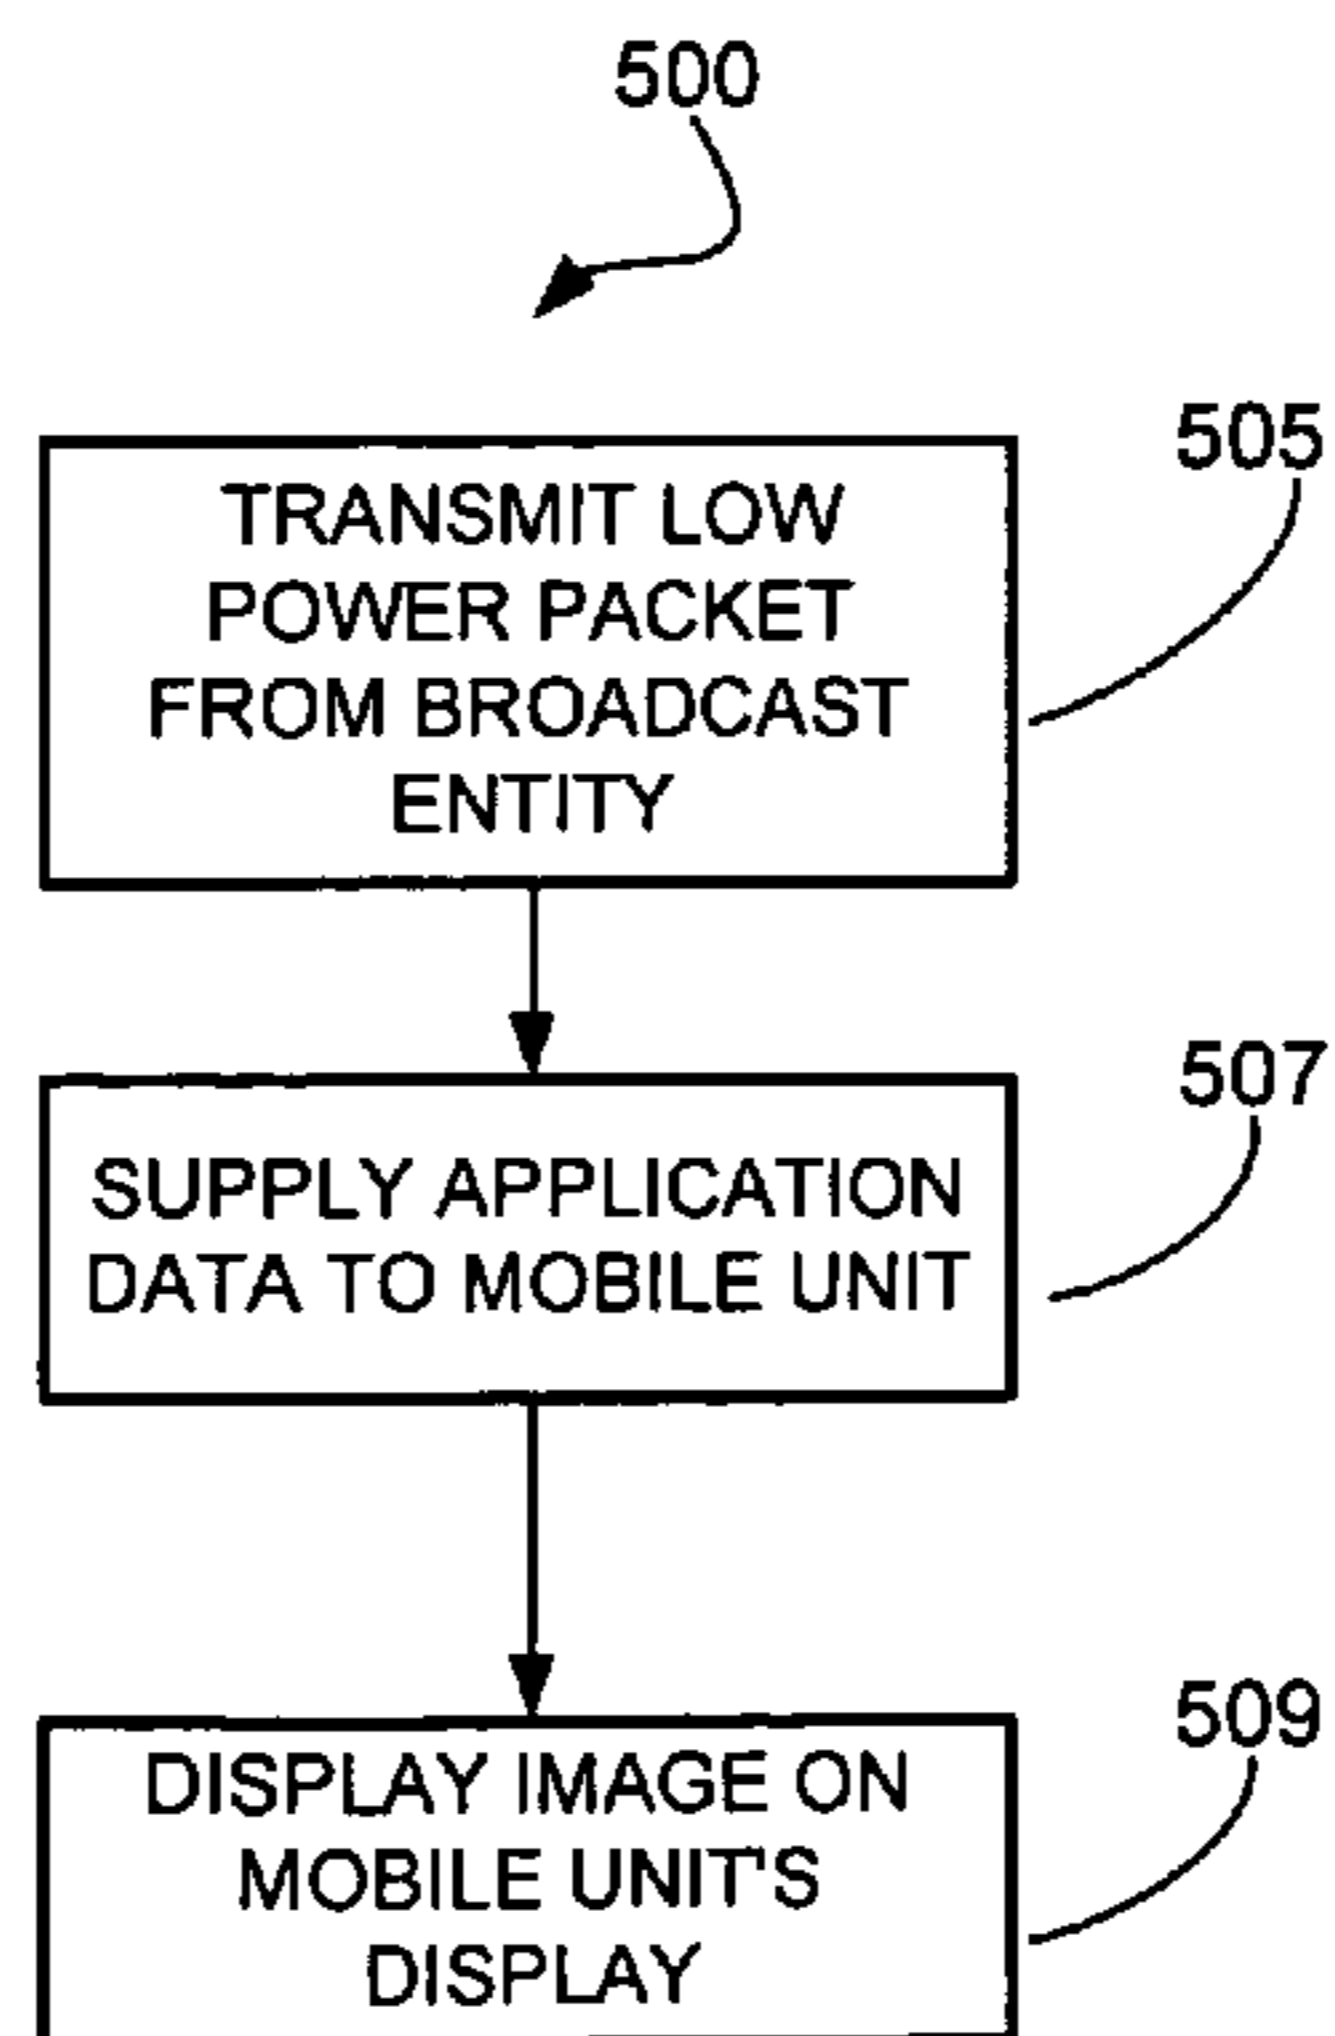 500
505
TRANSMIT LOW
POWER PACKET
FROM BROADCAST
ENTITY
507
SUPPLY APPLICATION
DATA TO MOBILE UNIT
509
DISPLAY IMAGE ON
MOBILE UNIT'S
DISPLAY